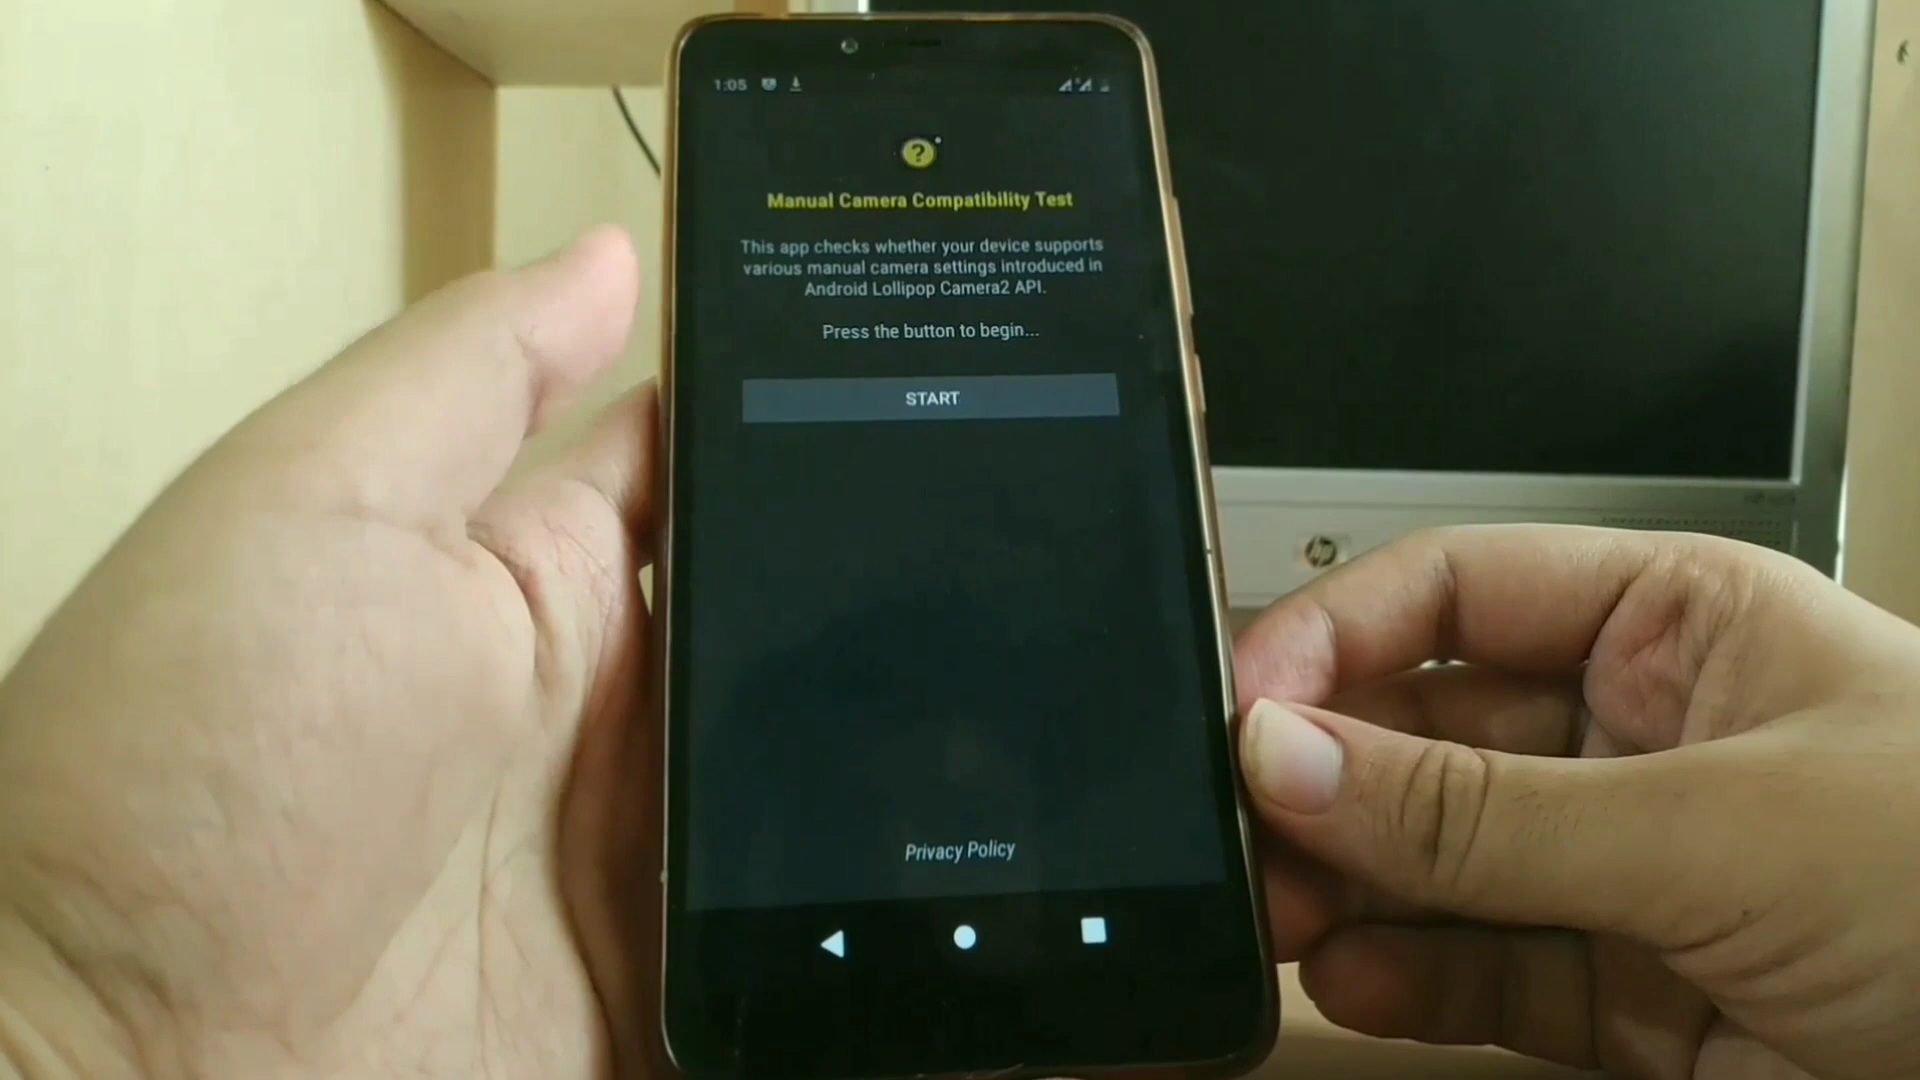 1:05
?
Manual Camera Compatibility Test
This app checks whether your device supports
various manual camera settings introduced in
Android Lollipop Camera2 API.
Press the button to begin...
START
hp
Privacy Policy